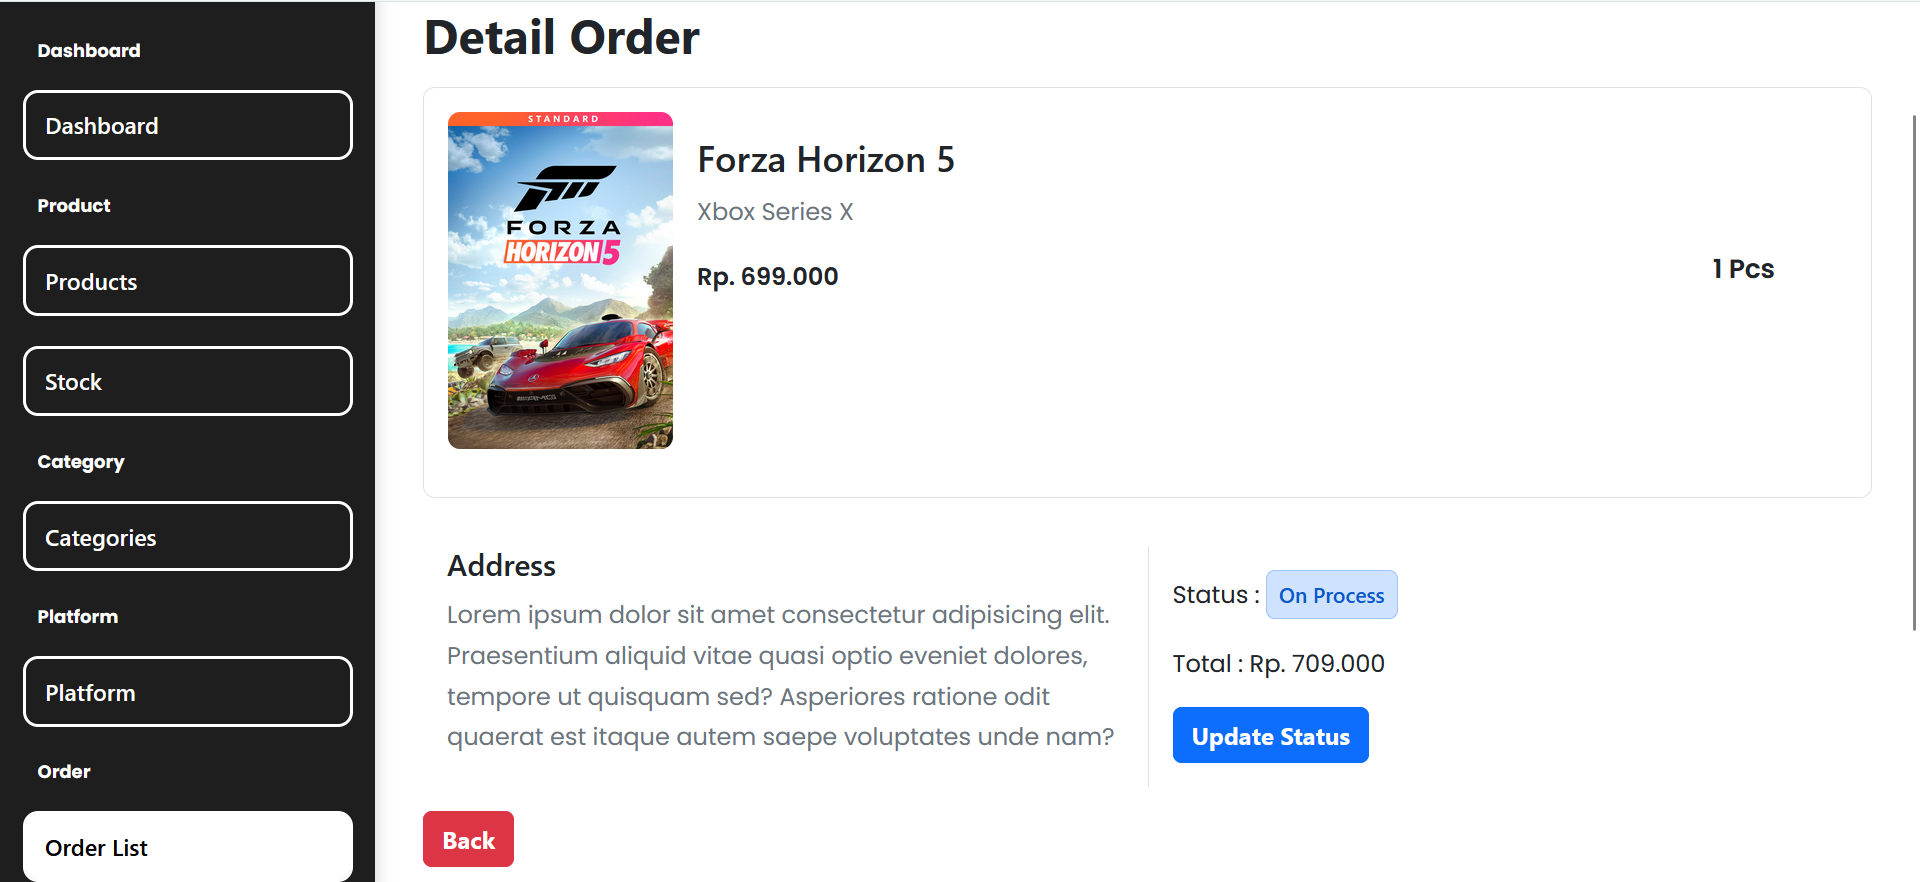 Dashboard
Dashboard
Product
Products
Stock
Category
Categories
Platform
Platform
Order
Order List
Detail Order
STANDARD
FORZA
HORIZON 5
Forza Horizon 5
Xbox Series X
Rp. 699.000
1 Pcs
Address
Lorem ipsum dolor sit amet consectetur adipisicing elit.
Praesentium aliquid vitae quasi optio eveniet dolores,
tempore ut quisquam sed? Asperiores ratione odit
quaerat est itaque autem saepe voluptates unde nam?
Status : On Process
Total : Rp. 709.000
Update Status
Back